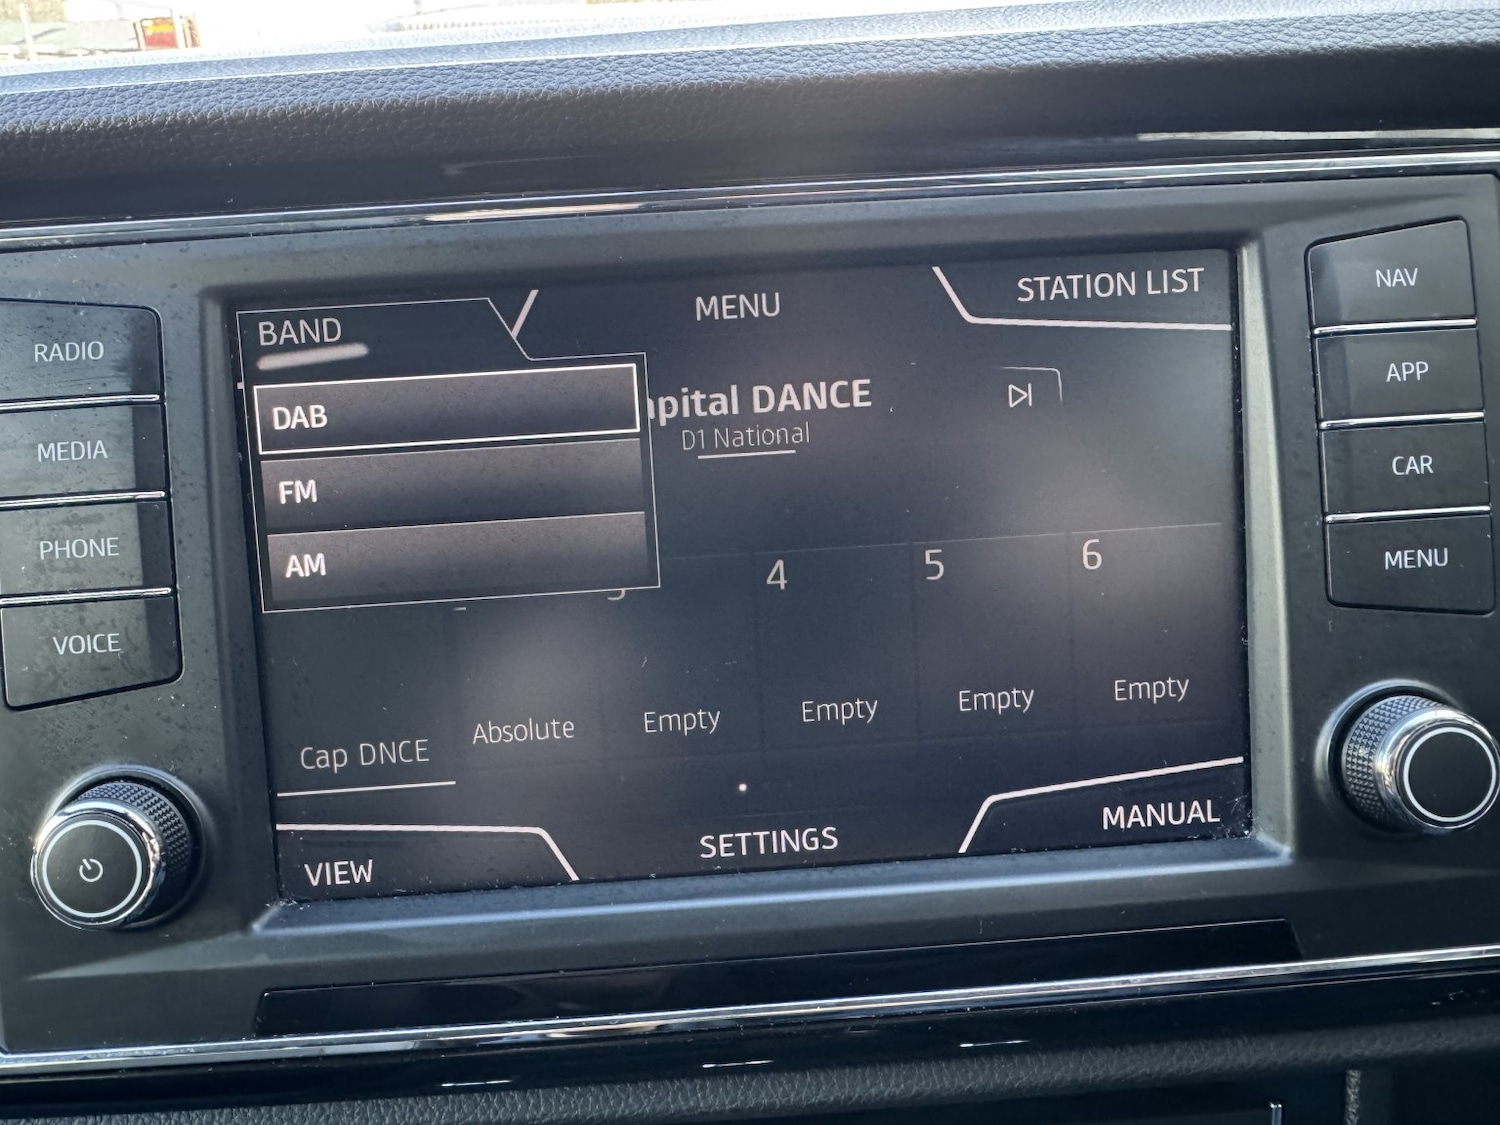 RADIO
MEDIA
PHONE
VOICE
BAND
MENU
STATION LIST
DAB
FM
AM
pital DANCE
D1 National
4
5
6
Cap DNCE
Absolute
Empty
Empty
Empty
Empty
VIEW
SETTINGS
MANUAL
NAV
APP
CAR
MENU